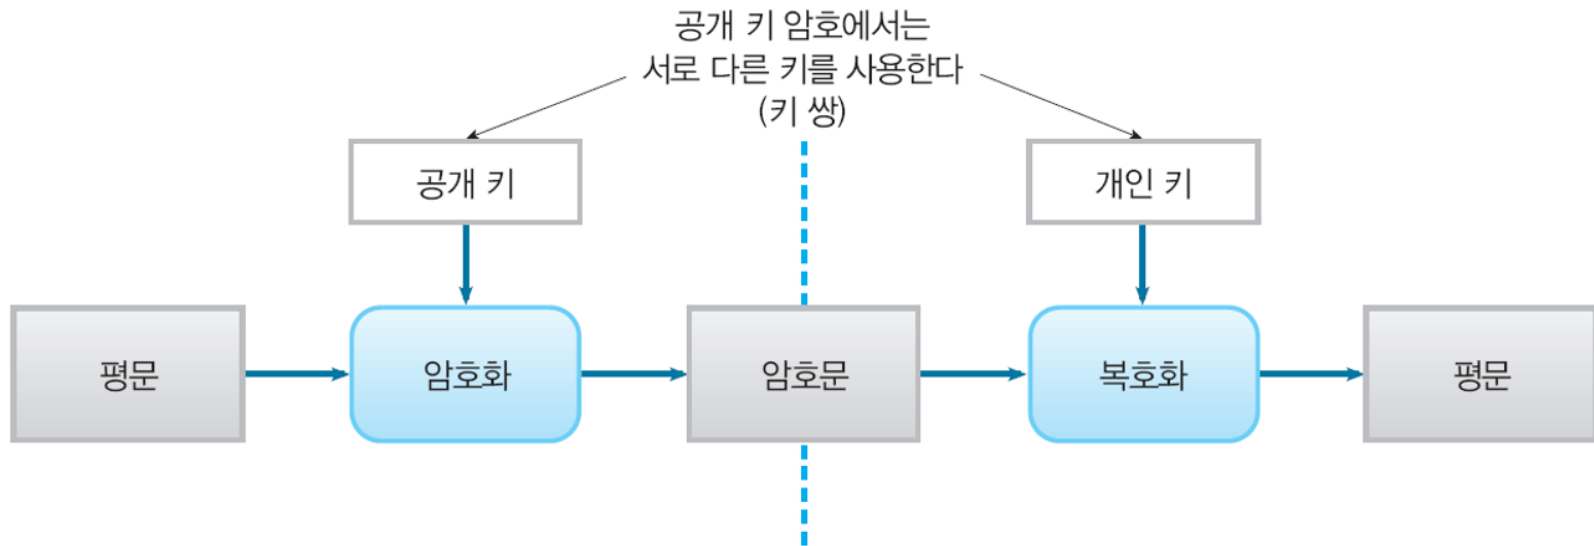 공개 키 암호에서는
서로 다른 키를 사용한다
(키 쌍)
공개 키
개인 키
평문
암호화
암호문
복호화
평문